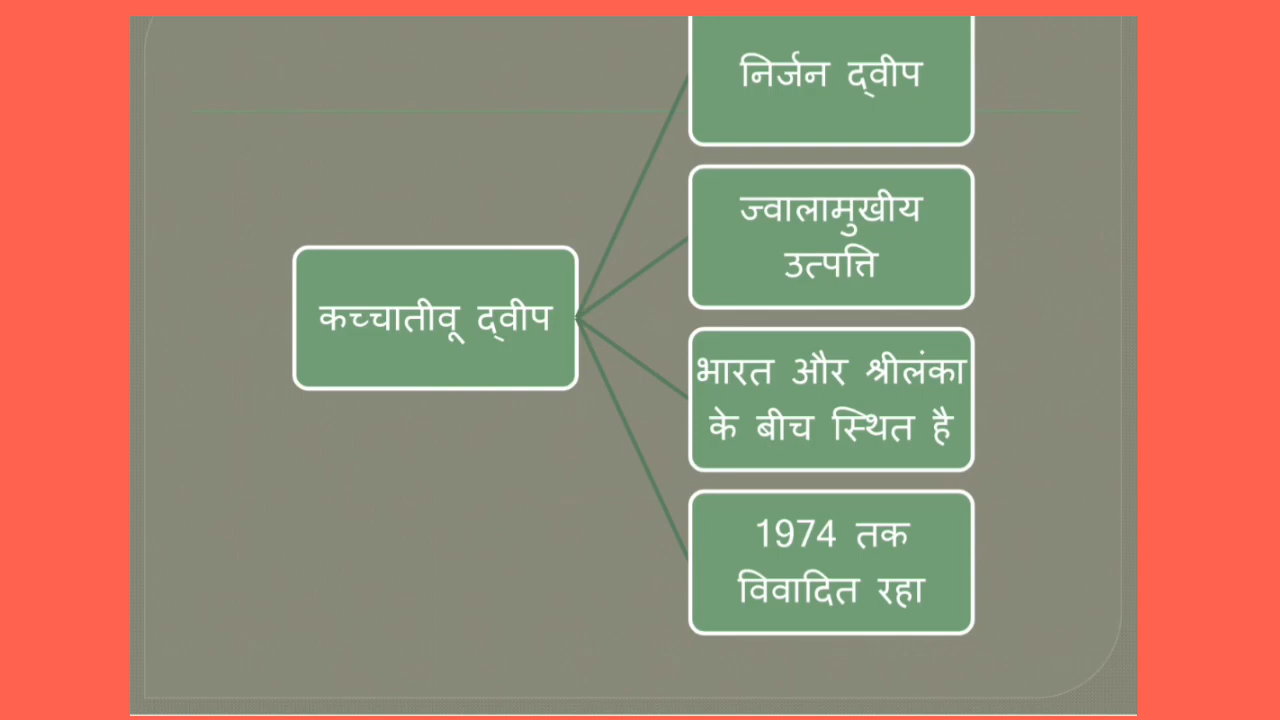 निर्जन द्वीप
ज्वालामुखीय
उत्पत्ति
कच्चातीवू द्वीप
भारत और श्रीलंका
के बीच स्थित है
1974 तक
विवादित रहा